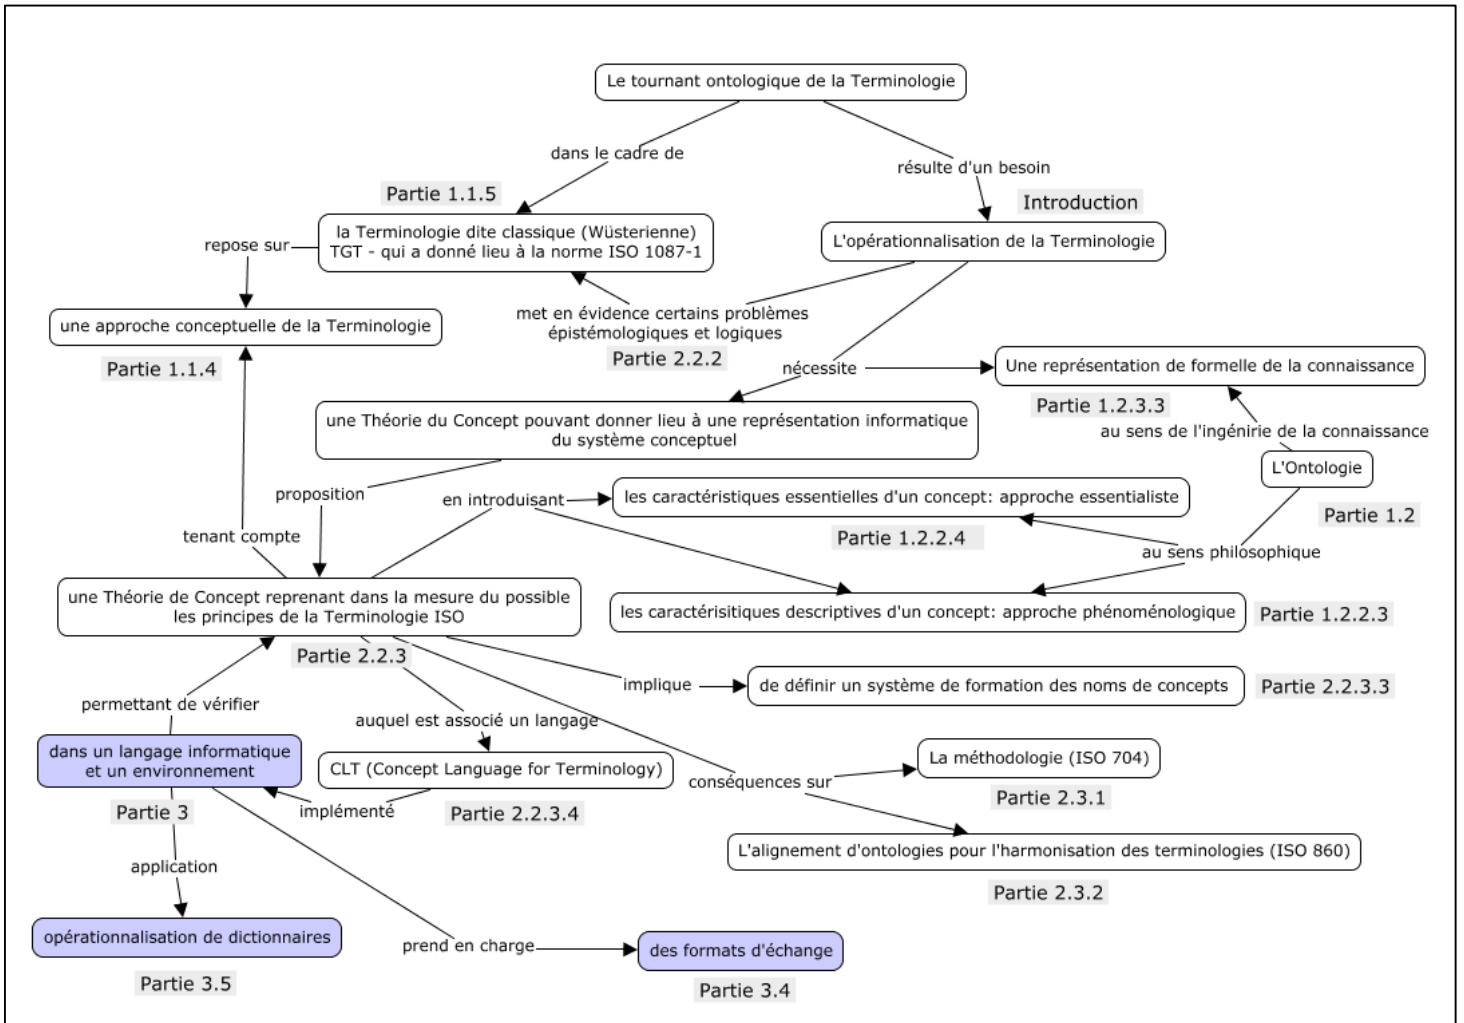 Le tournant ontologique de la Terminologie
dans le cadre de
résulte d'un besoin
Partie 1.1.5
Introduction
la Terminologie dite classique (Wüsterienne)
TGT - qui a donné lieu à la norme ISO 1087-1
repose sur
L'opérationnalisation de la Terminologie
une approche conceptuelle de la Terminologie
met en évidence certains problèmes
épistémologiques et logiques
Partie 2.2.2
Partie 1.1.4
nécessite
Une représentation de formelle de la connaissance
Partie 1.2.3.3
une Théorie du Concept pouvant donner lieu à une représentation informatique
du système conceptuel
au sens de l'ingénirie de la connaissance
L'Ontologie
Partie 1.2
proposition
en introduisant
les caractéristiques essentielles d'un concept: approche essentialiste
Partie 1.2.2.4
tenant compte
au sens philosophique
une Théorie de Concept reprenant dans la mesure du possible
les principes de la Terminologie ISO
les caractérisitiques descriptives d'un concept: approche phénoménologique
Partie 1.2.2.3
Partie 2.2.3
implique
de définir un système de formation des noms de concepts
Partie 2.2.3.3
permettant de vérifier
auquel est associé un langage
dans un langage informatique
et un environnement
CLT (Concept Language for Terminology)
La méthodologie (ISO 704)
conséquences sur
Partie 2.3.1
Partie 3
implémenté
Partie 2.2.3.4
L'alignement d'ontologies pour l'harmonisation des terminologies (ISO 860)
Partie 2.3.2
application
opérationnalisation de dictionnaires
prend en charge
des formats d'échange
Partie 3.5
Partie 3.4